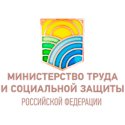 МИНИСТЕРСТВО ТРУДА
И СОЦИАЛЬНОЙ ЗАЩИТЫ
РОССИЙСКОЙ ФЕДЕРАЦИИ